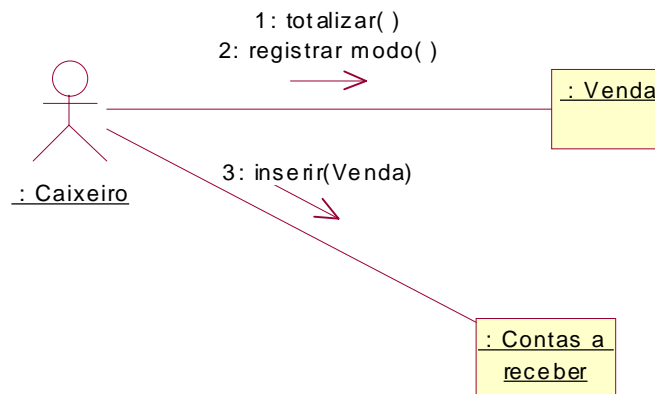 1: totalizar( )
2: registrar modo( )
: Venda
3: inserir(Venda)
: Caixeiro
: Contas a
receber